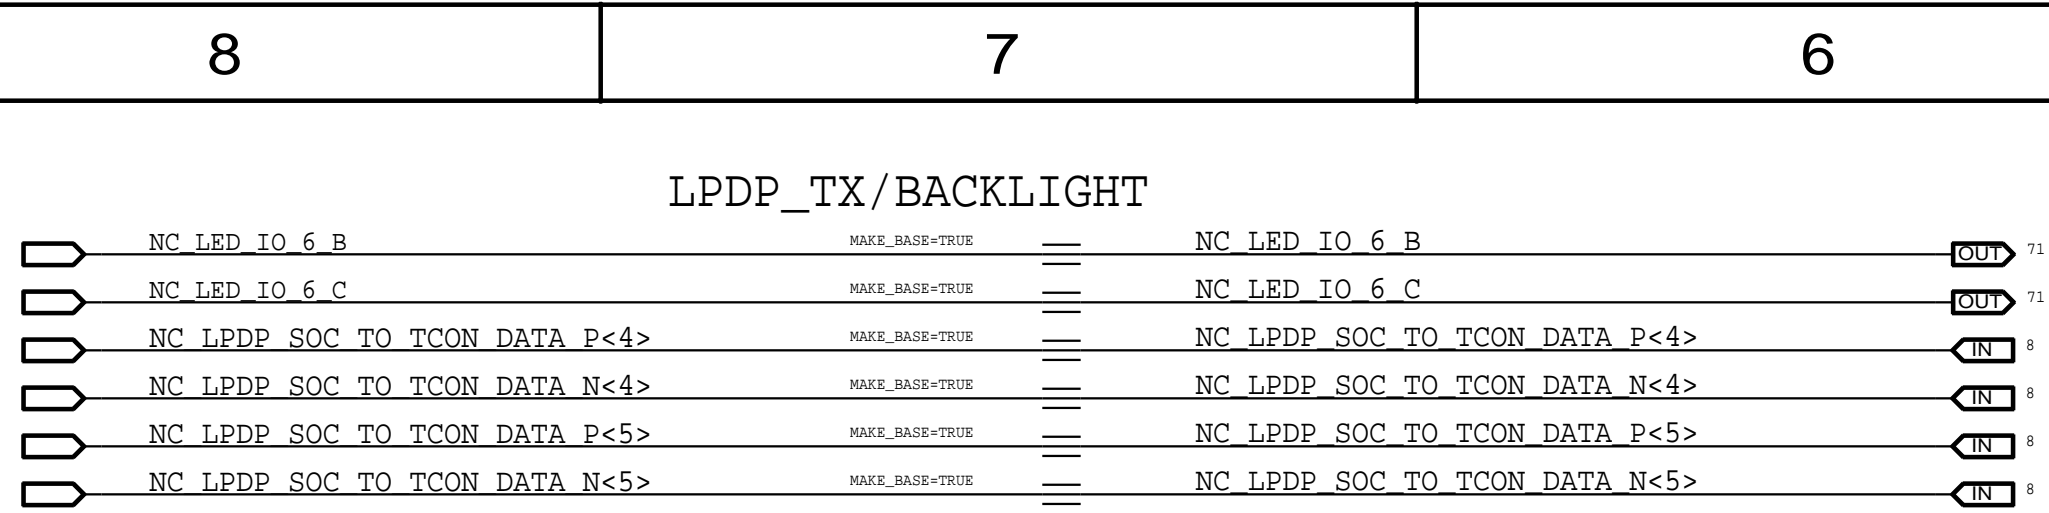 8 7 6
LPDP_TX/BACKLIGHT
NC_LED_IO_6_B MAKE_BASE=TRUE NC_LED_IO_6_B OUT 71
NC_LED_IO_6_C MAKE_BASE=TRUE NC_LED_IO_6_C OUT 71
NC_LPDP_SOC_TO_TCON_DATA_P<4> MAKE_BASE=TRUE NC_LPDP_SOC_TO_TCON_DATA_P<4> IN 8
NC_LPDP_SOC_TO_TCON_DATA_N<4> MAKE_BASE=TRUE NC_LPDP_SOC_TO_TCON_DATA_N<4> IN 8
NC_LPDP_SOC_TO_TCON_DATA_P<5> MAKE_BASE=TRUE NC_LPDP_SOC_TO_TCON_DATA_P<5> IN 8
NC_LPDP_SOC_TO_TCON_DATA_N<5> MAKE_BASE=TRUE NC_LPDP_SOC_TO_TCON_DATA_N<5> IN 8